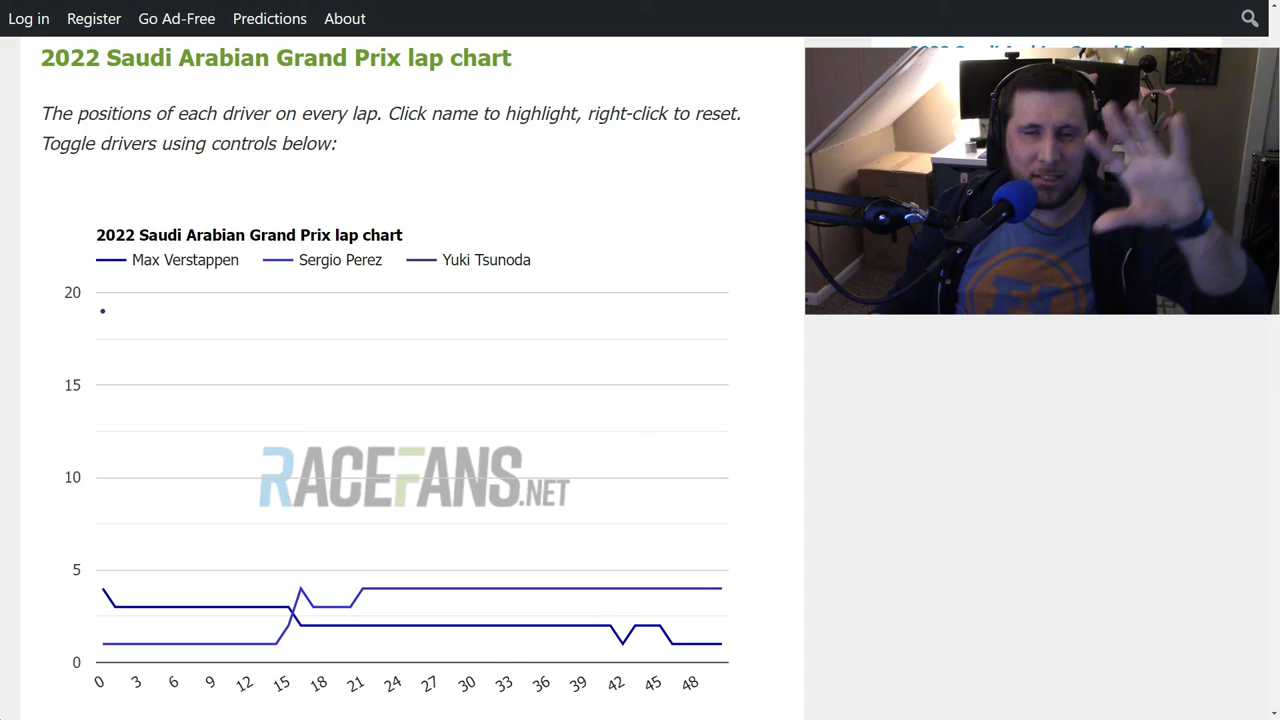 Log in Register Go Ad-Free Predictions About
2022 Saudi Arabian Grand Prix lap chart
The positions of each driver on every lap. Click name to highlight, right-click to reset.
Toggle drivers using controls below:
2022 Saudi Arabian Grand Prix lap chart
Max Verstappen Sergio Perez Yuki Tsunoda
20
15
10
RACEFANS.NET
5
0
0 3 6 9 12 15 18 21 24 27 30 33 36 39 42 45 48